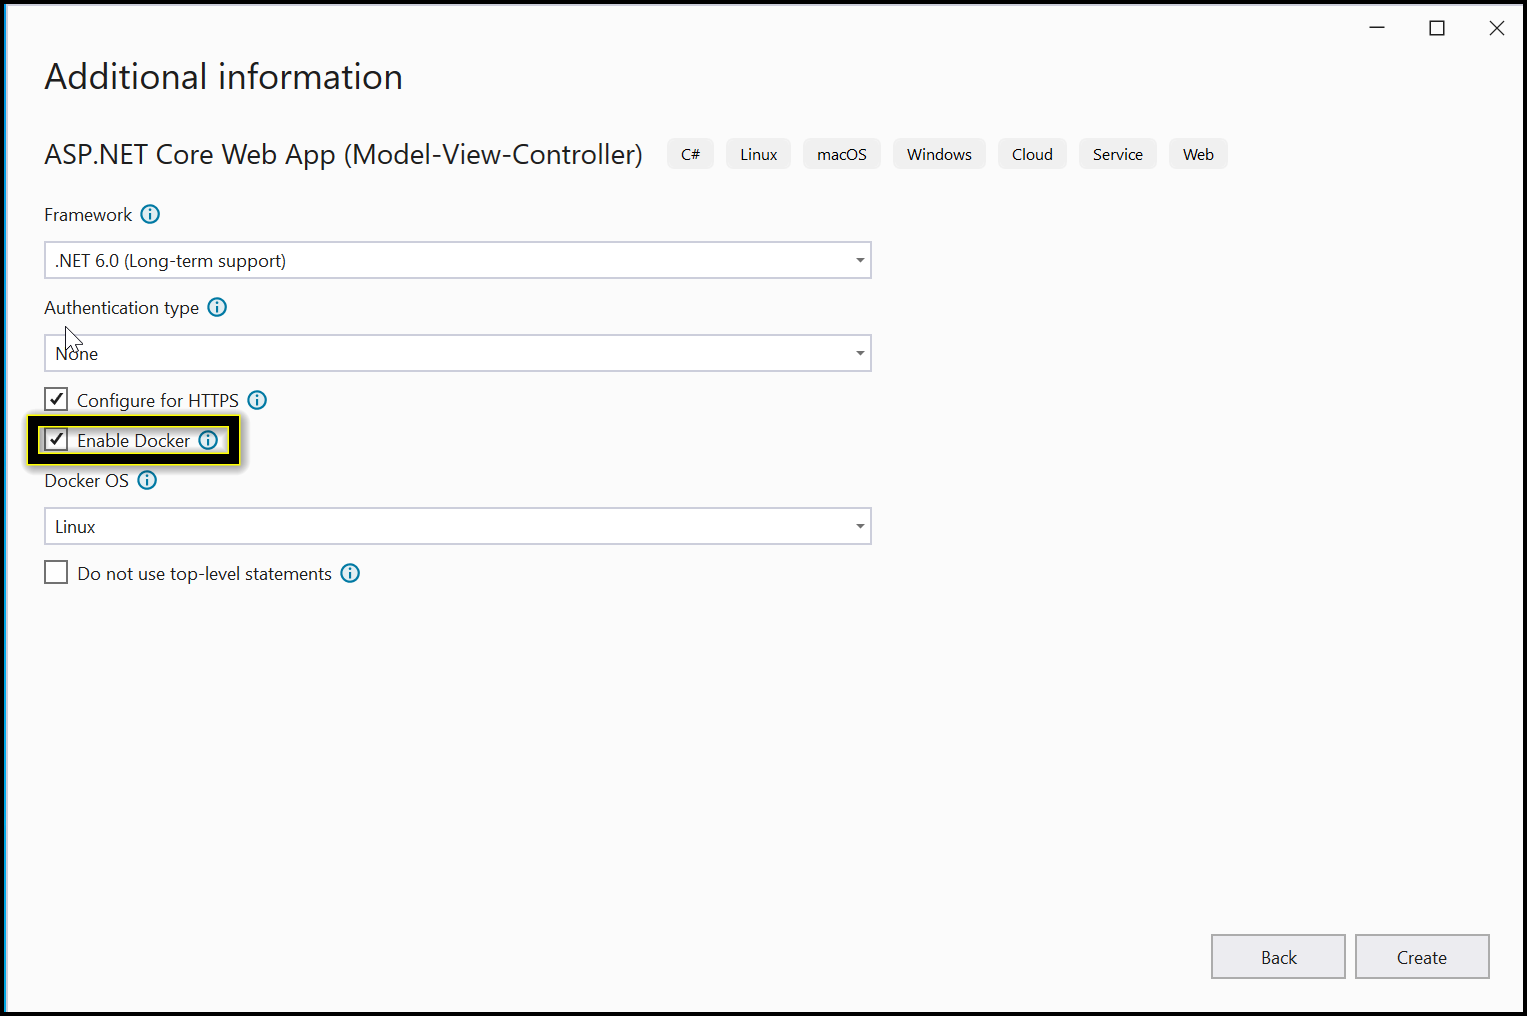 Additional information
ASP.NET Core Web App (Model-View-Controller) C# Linux macOS Windows Cloud Service Web
Framework
.NET 6.0 (Long-term support)
Authentication type
None
Configure for HTTPS
Enable Docker
Docker OS
Linux
Do not use top-level statements
Back Create